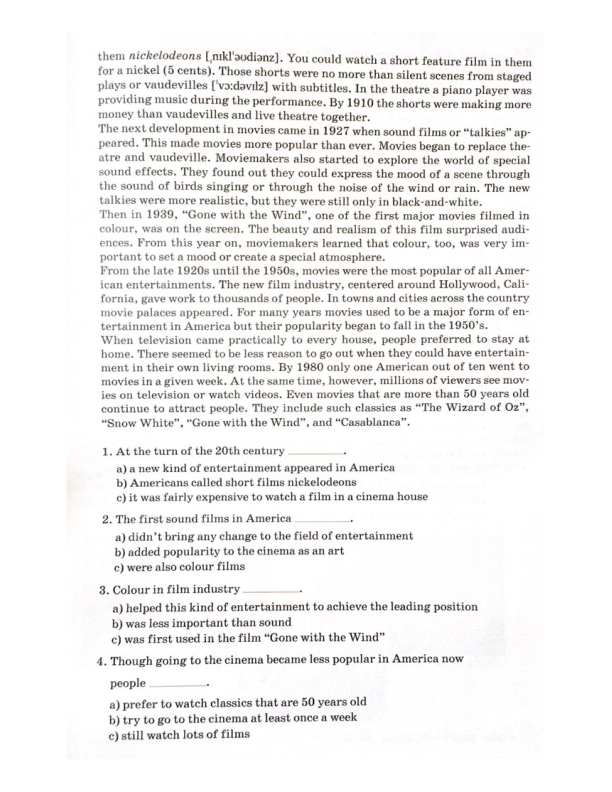 them nickelodeons [ˌnɪkl'əʊdiənz]. You could watch a short feature film in them
for a nickel (5 cents). Those shorts were no more than silent scenes from staged
plays or vaudevilles ['vɔ:dəvɪlz] with subtitles. In the theatre a piano player was
providing music during the performance. By 1910 the shorts were making more
money than vaudevilles and live theatre together.
The next development in movies came in 1927 when sound films or “talkies” ap-
peared. This made movies more popular than ever. Movies began to replace the-
atre and vaudeville. Moviemakers also started to explore the world of special
sound effects. They found out they could express the mood of a scene through
the sound of birds singing or through the noise of the wind or rain. The new
talkies were more realistic, but they were still only in black-and-white.
Then in 1939, “Gone with the Wind”, one of the first major movies filmed in
colour, was on the screen. The beauty and realism of this film surprised audi-
ences. From this year on, moviemakers learned that colour, too, was very im-
portant to set a mood or create a special atmosphere.
From the late 1920s until the 1950s, movies were the most popular of all Amer-
ican entertainments. The new film industry, centered around Hollywood, Cali-
fornia, gave work to thousands of people. In towns and cities across the country
movie palaces appeared. For many years movies used to be a major form of en-
tertainment in America but their popularity began to fall in the 1950's.
When television came practically to every house, people preferred to stay at
home. There seemed to be less reason to go out when they could have entertain-
ment in their own living rooms. By 1980 only one American out of ten went to
movies in a given week. At the same time, however, millions of viewers see mov-
ies on television or watch videos. Even movies that are more than 50 years old
continue to attract people. They include such classics as “The Wizard of Oz”,
“Snow White”, “Gone with the Wind”, and “Casablanca”.
1. At the turn of the 20th century ________.
a) a new kind of entertainment appeared in America
b) Americans called short films nickelodeons
c) it was fairly expensive to watch a film in a cinema house
2. The first sound films in America ________.
a) didn't bring any change to the field of entertainment
b) added popularity to the cinema as an art
c) were also colour films
3. Colour in film industry ________.
a) helped this kind of entertainment to achieve the leading position
b) was less important than sound
c) was first used in the film “Gone with the Wind”
4. Though going to the cinema became less popular in America now
people ________.
a) prefer to watch classics that are 50 years old
b) try to go to the cinema at least once a week
c) still watch lots of films